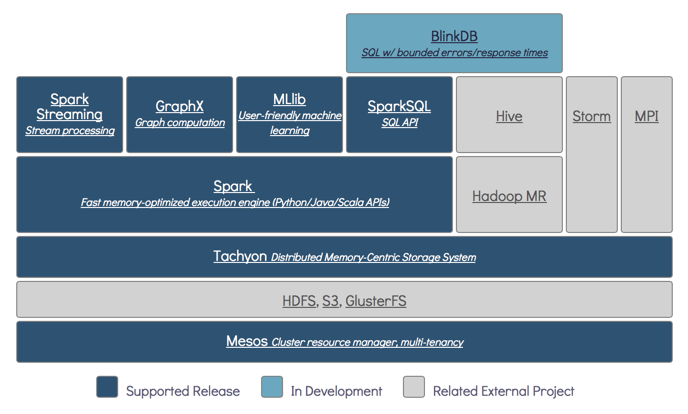 BlinkDB
SQL w/ bounded errors/response times
Spark
Streaming
Stream processing
GraphX
Graph computation
MLlib
User-friendly machine
learning
SparkSQL
SQL API
Hive
Storm
MPI
Spark
Fast memory-optimized execution engine (Python/Java/Scala APIs)
Hadoop MR
Tachyon Distributed Memory-Centric Storage System
HDFS, S3, GlusterFS
Mesos Cluster resource manager, multi-tenancy
Supported Release
In Development
Related External Project